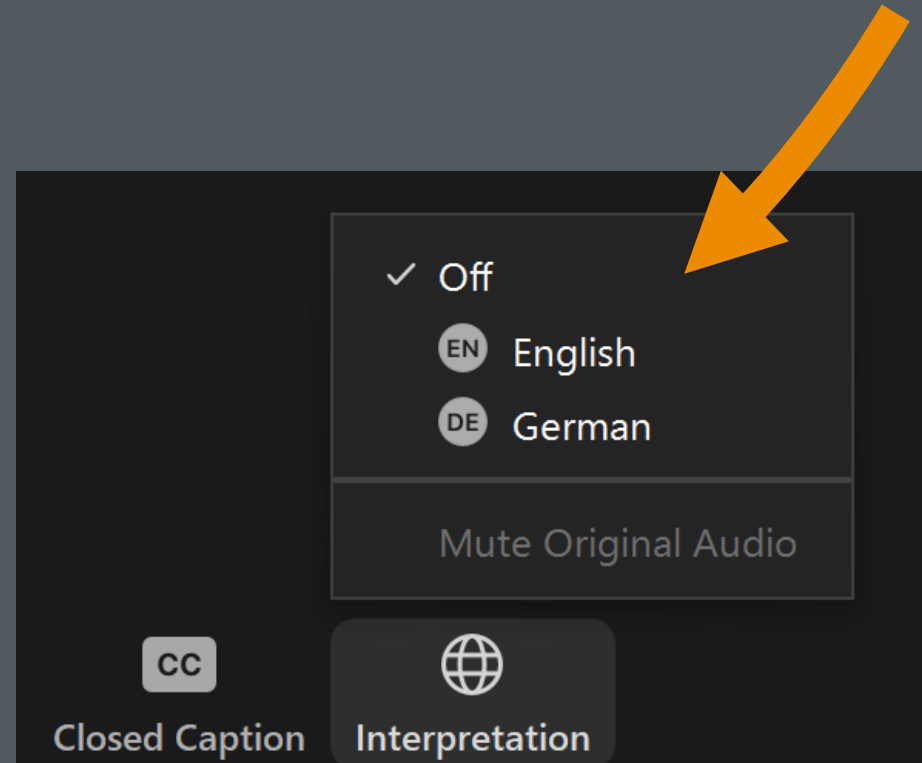 Off
EN English
DE German
Mute Original Audio
CC
Closed Caption
Interpretation